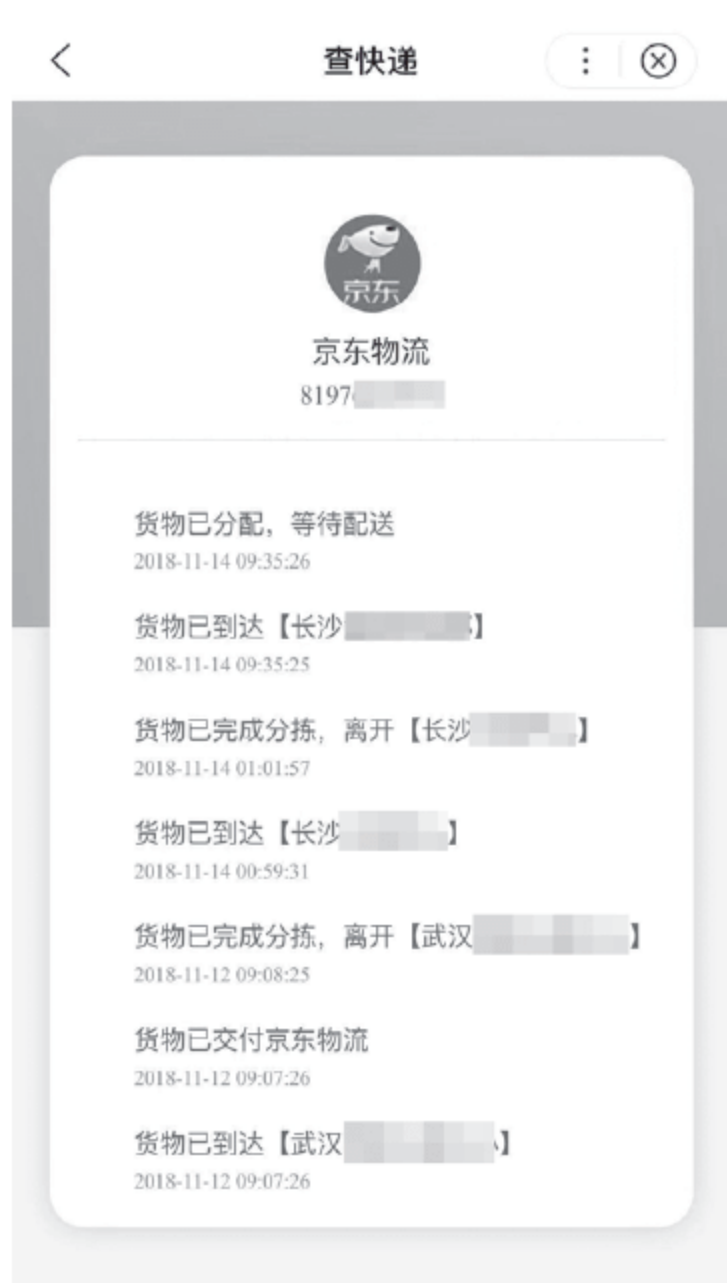 查快递
京东
京东物流
8197
货物已分配，等待配送
2018-11-14 09:35:26
货物已到达【长沙】
2018-11-14 09:35:25
货物已完成分拣，离开【长沙】
2018-11-14 01:01:57
货物已到达【长沙】
2018-11-14 00:59:31
货物已完成分拣，离开【武汉】
2018-11-12 09:08:25
货物已交付京东物流
2018-11-12 09:07:26
货物已到达【武汉】
2018-11-12 09:07:26